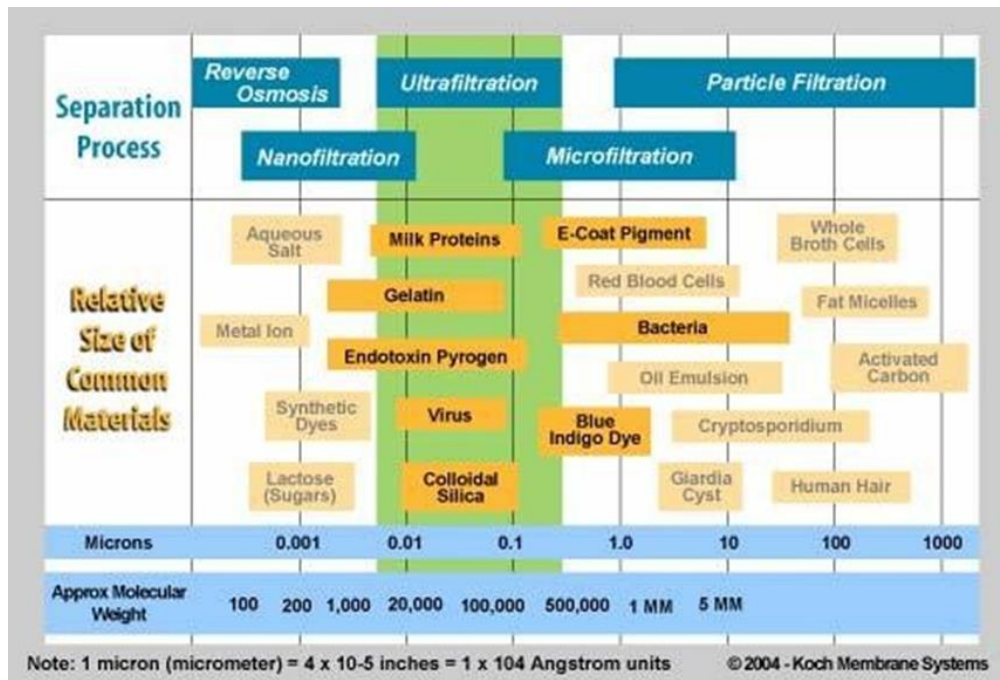 Separation
Process
Reverse
Osmosis
Ultrafiltration
Particle Filtration
Nanofiltration
Microfiltration
Relative
Size of
Common
Materials
Aqueous
Salt
Milk Proteins
E-Coat Pigment
Whole
Broth Cells
Gelatin
Red Blood Cells
Fat Micelles
Metal Ion
Bacteria
Endotoxin Pyrogen
Activated
Carbon
Oil Emulsion
Synthetic
Dyes
Virus
Blue
Indigo Dye
Cryptosporidium
Lactose
(Sugars)
Colloidal
Silica
Giardia
Cyst
Human Hair
Microns 0.001 0.01 0.1 1.0 10 100 1000
Approx Molecular
Weight
100 200 1,000 20,000 100,000 500,000 1 MM 5 MM
Note: 1 micron (micrometer) = 4 x 10-5 inches = 1 x 104 Angstrom units
© 2004 - Koch Membrane Systems